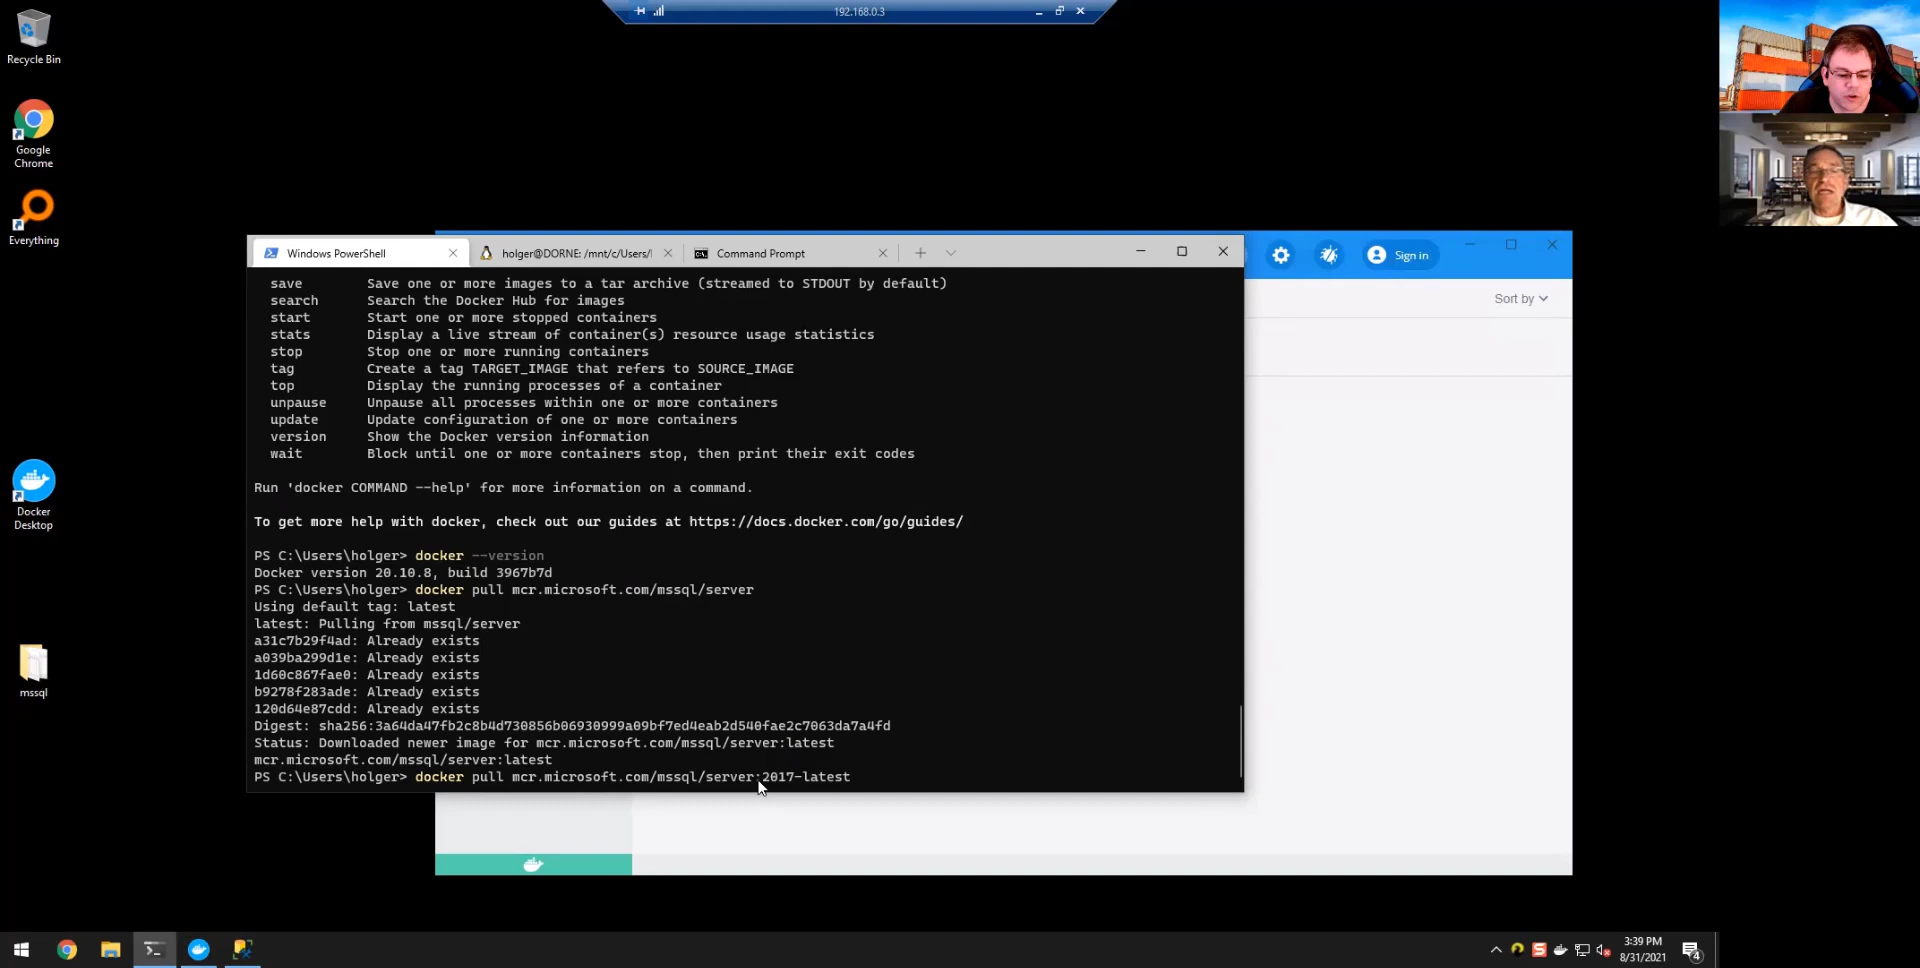 192.168.0.3
Recycle Bin
Google
Chrome
Everything
Docker
Desktop
mssql
Windows PowerShell
holger@DORNE: /mnt/c/Users/
Command Prompt
Sign in
Sort by
save Save one or more images to a tar archive (streamed to STDOUT by default)
search Search the Docker Hub for images
start Start one or more stopped containers
stats Display a live stream of container(s) resource usage statistics
stop Stop one or more running containers
tag Create a tag TARGET_IMAGE that refers to SOURCE_IMAGE
top Display the running processes of a container
unpause Unpause all processes within one or more containers
update Update configuration of one or more containers
version Show the Docker version information
wait Block until one or more containers stop, then print their exit codes
Run 'docker COMMAND --help' for more information on a command.
To get more help with docker, check out our guides at https://docs.docker.com/go/guides/
PS C:\Users\holger> docker --version
Docker version 20.10.8, build 3967b7d
PS C:\Users\holger> docker pull mcr.microsoft.com/mssql/server
Using default tag: latest
latest: Pulling from mssql/server
a31c7b29f4ad: Already exists
a039ba299d1e: Already exists
1d60c867fae0: Already exists
b9278f283ade: Already exists
120d64e87cdd: Already exists
Digest: sha256:3a64da47fb2c8b4d730856b06930999a09bf7ed4eab2d540fae2c7063da7a4fd
Status: Downloaded newer image for mcr.microsoft.com/mssql/server:latest
mcr.microsoft.com/mssql/server:latest
PS C:\Users\holger> docker pull mcr.microsoft.com/mssql/server:2017-latest
3:39 PM
8/31/2021
4